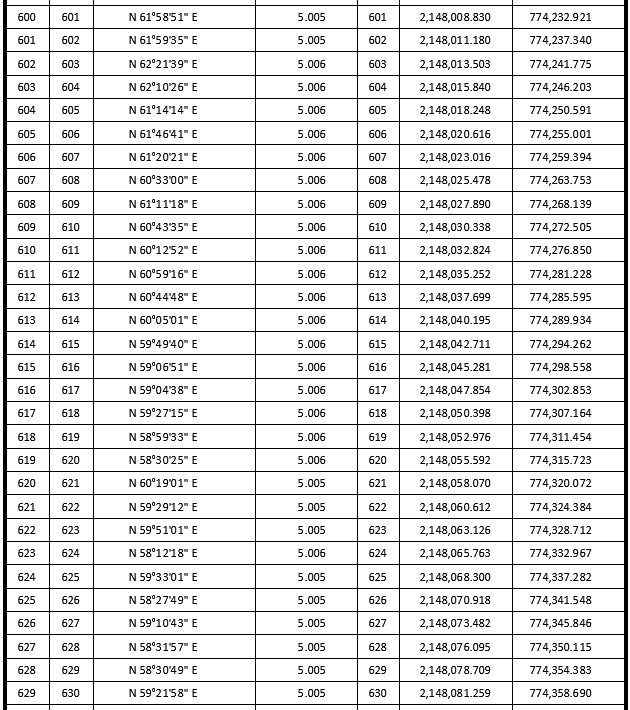 600 601 N 61°58'51" E 5.005 601 2,148,008.830 774,232.921
601 602 N 61°59'35" E 5.005 602 2,148,011.180 774,237.340
602 603 N 62°21'39" E 5.006 603 2,148,013.503 774,241.775
603 604 N 62°10'26" E 5.006 604 2,148,015.840 774,246.203
604 605 N 61°14'14" E 5.006 605 2,148,018.248 774,250.591
605 606 N 61°46'41" E 5.006 606 2,148,020.616 774,255.001
606 607 N 61°20'21" E 5.006 607 2,148,023.016 774,259.394
607 608 N 60°33'00" E 5.006 608 2,148,025.478 774,263.753
608 609 N 61°11'18" E 5.006 609 2,148,027.890 774,268.139
609 610 N 60°43'35" E 5.006 610 2,148,030.338 774,272.505
610 611 N 60°12'52" E 5.006 611 2,148,032.824 774,276.850
611 612 N 60°59'16" E 5.006 612 2,148,035.252 774,281.228
612 613 N 60°44'48" E 5.006 613 2,148,037.699 774,285.595
613 614 N 60°05'01" E 5.006 614 2,148,040.195 774,289.934
614 615 N 59°49'40" E 5.006 615 2,148,042.711 774,294.262
615 616 N 59°06'51" E 5.006 616 2,148,045.281 774,298.558
616 617 N 59°04'38" E 5.006 617 2,148,047.854 774,302.853
617 618 N 59°27'15" E 5.006 618 2,148,050.398 774,307.164
618 619 N 58°59'33" E 5.006 619 2,148,052.976 774,311.454
619 620 N 58°30'25" E 5.006 620 2,148,055.592 774,315.723
620 621 N 60°19'01" E 5.005 621 2,148,058.070 774,320.072
621 622 N 59°29'12" E 5.005 622 2,148,060.612 774,324.384
622 623 N 59°51'01" E 5.005 623 2,148,063.126 774,328.712
623 624 N 58°12'18" E 5.006 624 2,148,065.763 774,332.967
624 625 N 59°33'01" E 5.005 625 2,148,068.300 774,337.282
625 626 N 58°27'49" E 5.005 626 2,148,070.918 774,341.548
626 627 N 59°10'43" E 5.005 627 2,148,073.482 774,345.846
627 628 N 58°31'57" E 5.005 628 2,148,076.095 774,350.115
628 629 N 58°30'49" E 5.005 629 2,148,078.709 774,354.383
629 630 N 59°21'58" E 5.005 630 2,148,081.259 774,358.690